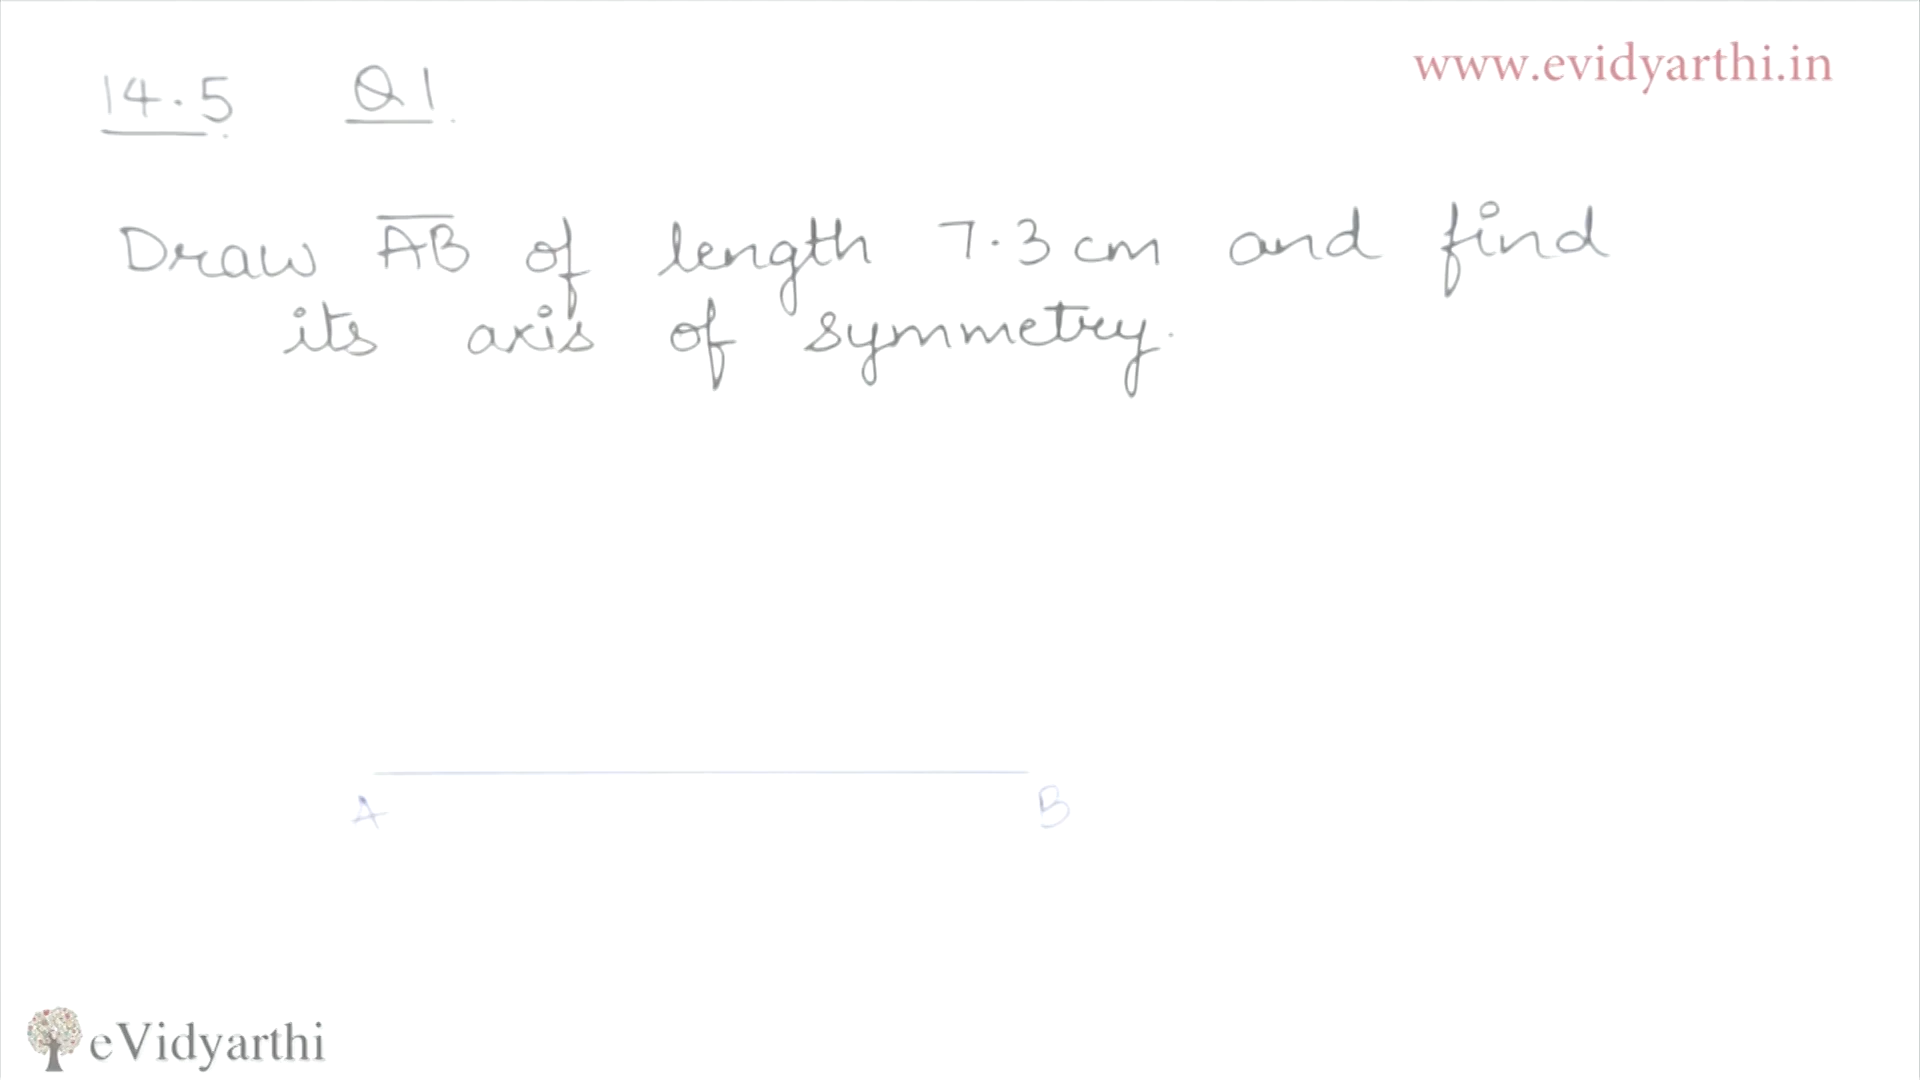 14.5 Q1.
www.evidyarthi.in
Draw AB of length 7.3 cm and find
its axis of symmetry.
A B
eVidyarthi